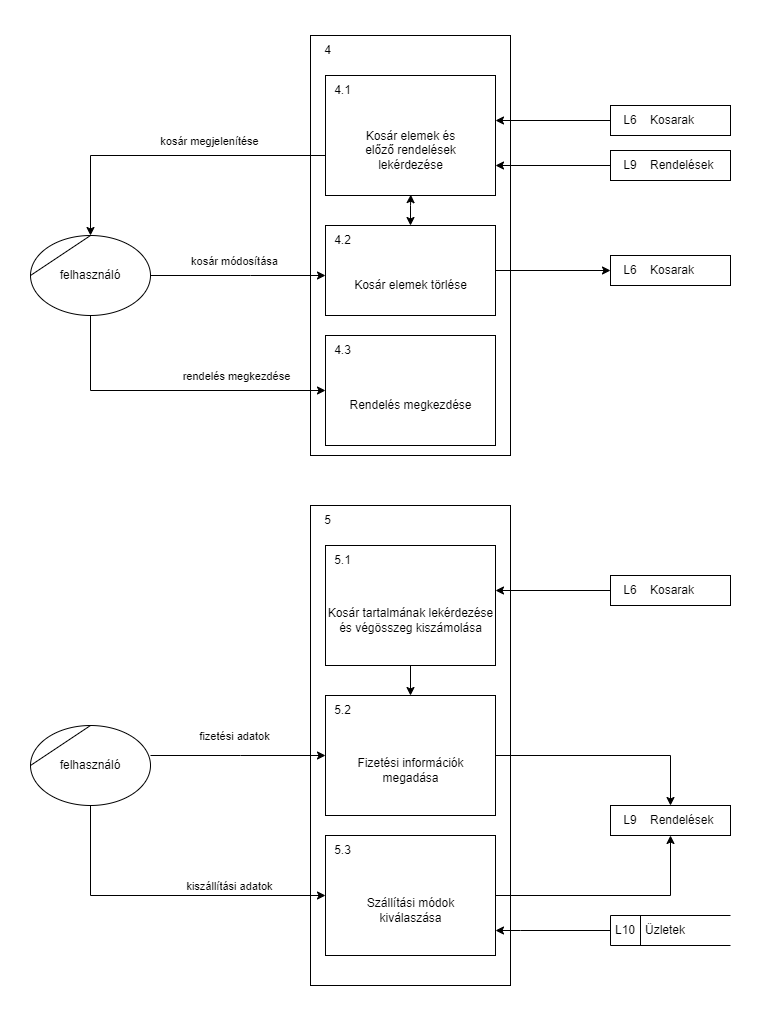 4
4.1
Kosár elemek és
előző rendelések
lekérdezése
L6 Kosarak
L9 Rendelések
kosár megjelenítése
felhasználó
kosár módosítása
4.2
Kosár elemek törlése
L6 Kosarak
rendelés megkezdése
4.3
Rendelés megkezdése
5
5.1
Kosár tartalmának lekérdezése
és végösszeg kiszámolása
L6 Kosarak
felhasználó
fizetési adatok
5.2
Fizetési információk
megadása
L9 Rendelések
kiszállítási adatok
5.3
Szállítási módok
kiválaszása
L10 Üzletek